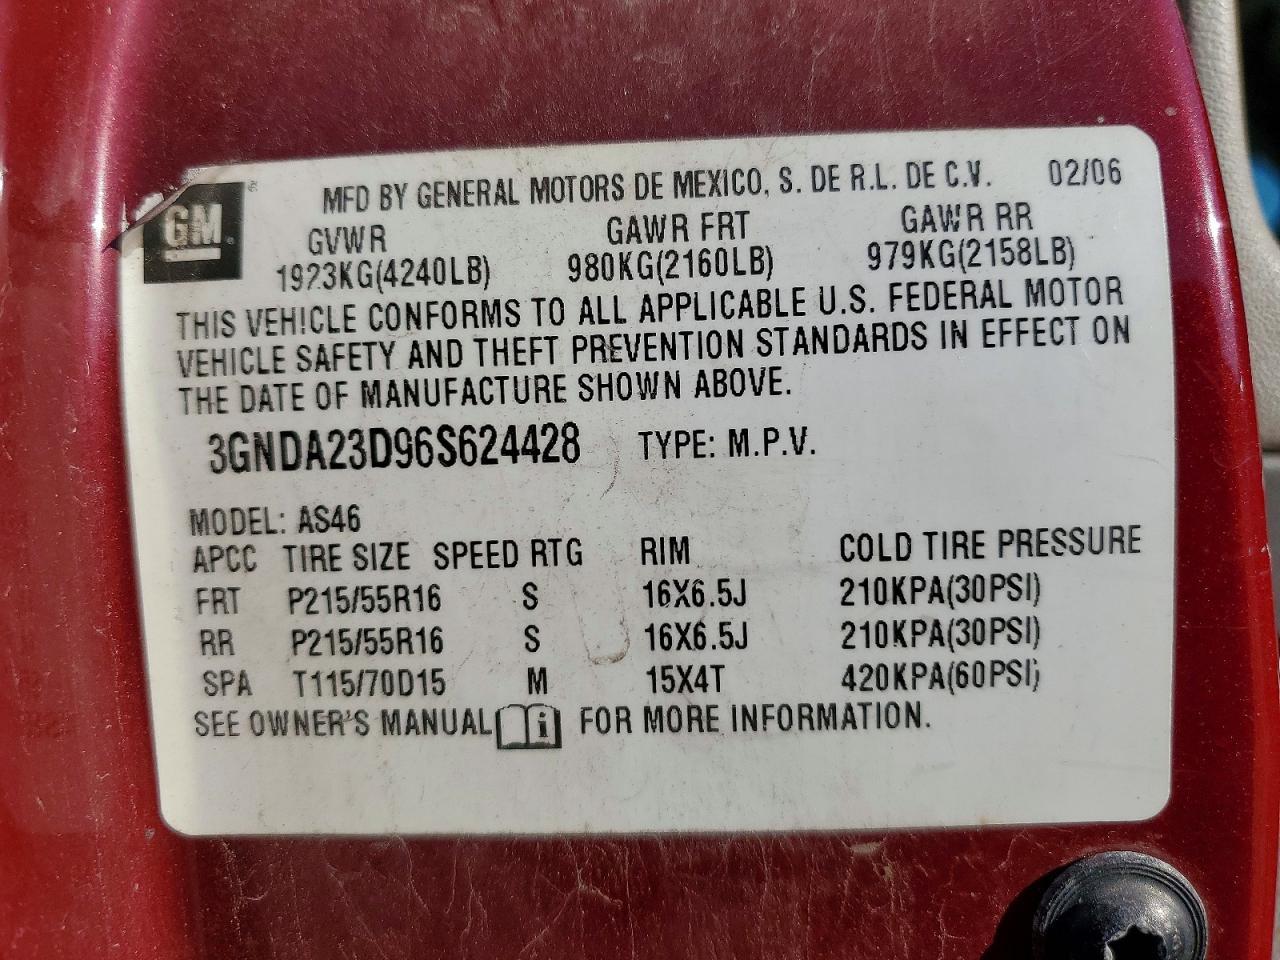 GM
MFD BY GENERAL MOTORS DE MEXICO, S. DE R.L. DE C.V. 02/06
GVWR GAWR FRT GAWR RR
1923KG(4240LB) 980KG(2160LB) 979KG(2158LB)
THIS VEHICLE CONFORMS TO ALL APPLICABLE U.S. FEDERAL MOTOR
VEHICLE SAFETY AND THEFT PREVENTION STANDARDS IN EFFECT ON
THE DATE OF MANUFACTURE SHOWN ABOVE.
3GNDA23D96S624428 TYPE: M.P.V.
MODEL: AS46
APCC TIRE SIZE SPEED RTG RIM COLD TIRE PRESSURE
FRT P215/55R16 S 16X6.5J 210KPA(30PSI)
RR P215/55R16 S 16X6.5J 210KPA(30PSI)
SPA T115/70D15 M 15X4T 420KPA(60PSI)
SEE OWNER'S MANUAL i FOR MORE INFORMATION.